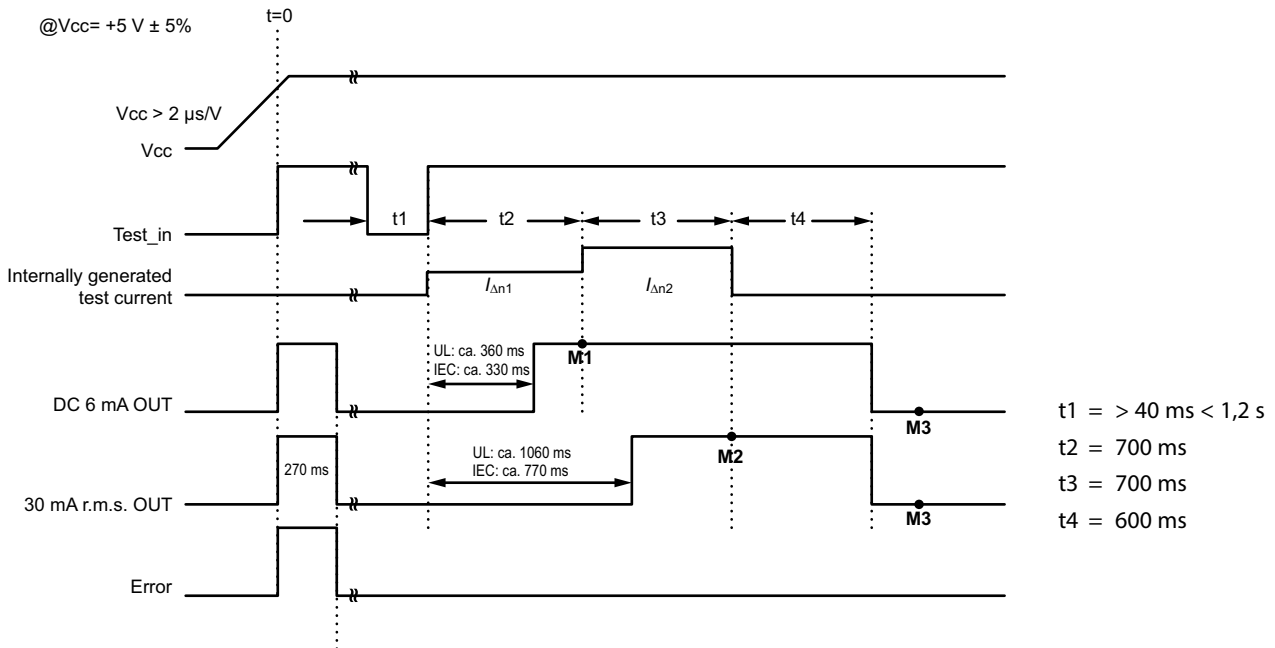 @Vcc= +5 V ± 5%
t=0
Vcc > 2 µs/V
Vcc
Test_in
t1
t2
t3
t4
Internally generated
test current
IΔn1
IΔn2
UL: ca. 360 ms
IEC: ca. 330 ms
M1
DC 6 mA OUT
M3
270 ms
UL: ca. 1060 ms
IEC: ca. 770 ms
M2
30 mA r.m.s. OUT
M3
Error
t1 = > 40 ms < 1,2 s
t2 = 700 ms
t3 = 700 ms
t4 = 600 ms